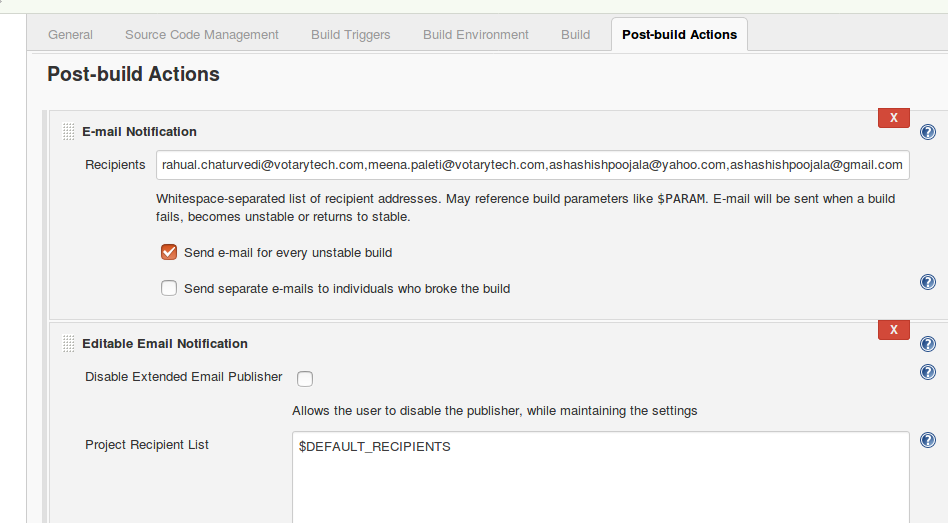 General Source Code Management Build Triggers Build Environment Build Post-build Actions
Post-build Actions
X
E-mail Notification ?
Recipients rahual.chaturvedi@votarytech.com,meena.paleti@votarytech.com,ashashishpoojala@yahoo.com,ashashishpoojala@gmail.com
Whitespace-separated list of recipient addresses. May reference build parameters like $PARAM. E-mail will be sent when a build
fails, becomes unstable or returns to stable.
Send e-mail for every unstable build
Send separate e-mails to individuals who broke the build ?
X
Editable Email Notification ?
Disable Extended Email Publisher ?
Allows the user to disable the publisher, while maintaining the settings
Project Recipient List $DEFAULT_RECIPIENTS ?